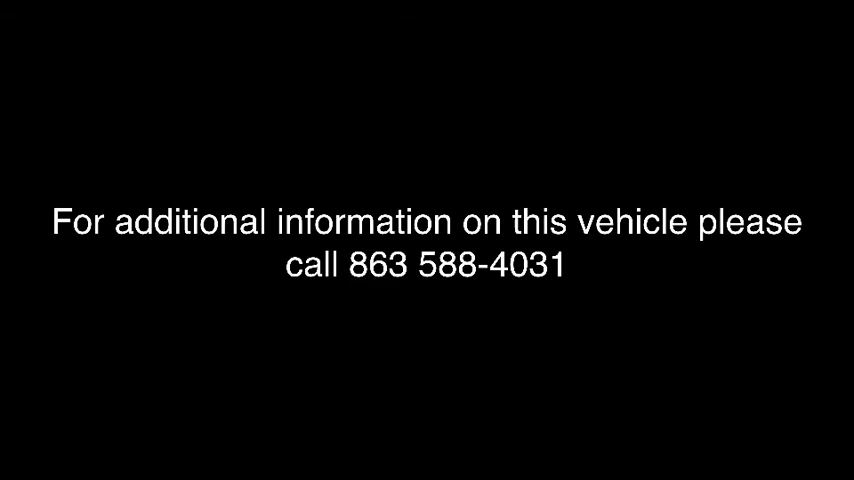 For additional information on this vehicle please
call 863 588-4031